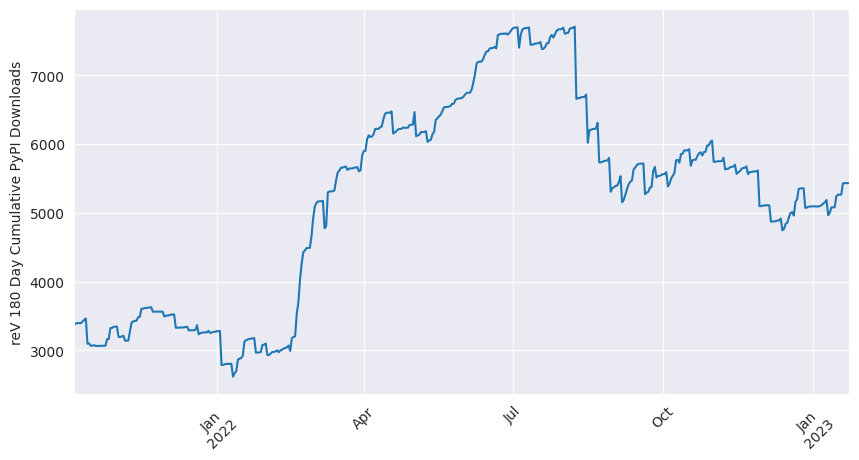 reV 180 Day Cumulative PyPI Downloads
7000
6000
5000
4000
3000
Jan
2022
Apr
Jul
Oct
Jan
2023